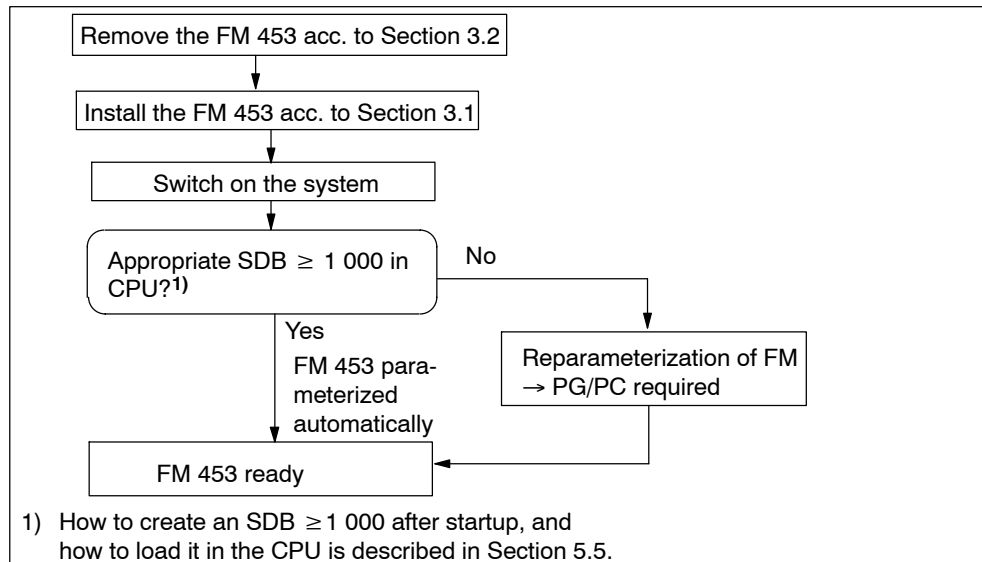 Remove the FM 453 acc. to Section 3.2
Install the FM 453 acc. to Section 3.1
Switch on the system
Appropriate SDB ≥ 1 000 in
CPU?1)
No
Yes
FM 453 para-
meterized
automatically
Reparameterization of FM
→ PG/PC required
FM 453 ready
1) How to create an SDB ≥1 000 after startup, and
how to load it in the CPU is described in Section 5.5.